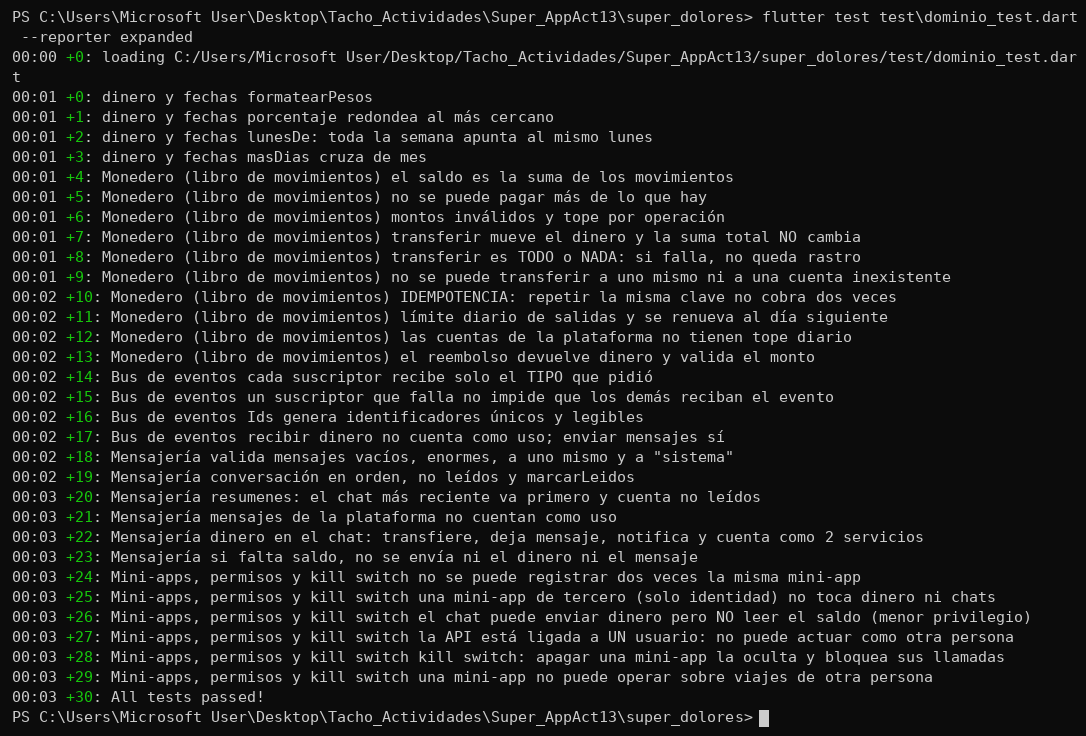 PS C:\Users\Microsoft User\Desktop\Tacho_Actividades\Super_AppAct13\super_dolores> flutter test test\dominio_test.dart
 --reporter expanded
00:00 +0: loading C:/Users/Microsoft User/Desktop/Tacho_Actividades/Super_AppAct13/super_dolores/test/dominio_test.dar
t
00:01 +0: dinero y fechas formatearPesos
00:01 +1: dinero y fechas porcentaje redondea al más cercano
00:01 +2: dinero y fechas lunesDe: toda la semana apunta al mismo lunes
00:01 +3: dinero y fechas masDias cruza de mes
00:01 +4: Monedero (libro de movimientos) el saldo es la suma de los movimientos
00:01 +5: Monedero (libro de movimientos) no se puede pagar más de lo que hay
00:01 +6: Monedero (libro de movimientos) montos inválidos y tope por operación
00:01 +7: Monedero (libro de movimientos) transferir mueve el dinero y la suma total NO cambia
00:01 +8: Monedero (libro de movimientos) transferir es TODO o NADA: si falla, no queda rastro
00:01 +9: Monedero (libro de movimientos) no se puede transferir a uno mismo ni a una cuenta inexistente
00:02 +10: Monedero (libro de movimientos) IDEMPOTENCIA: repetir la misma clave no cobra dos veces
00:02 +11: Monedero (libro de movimientos) límite diario de salidas y se renueva al día siguiente
00:02 +12: Monedero (libro de movimientos) las cuentas de la plataforma no tienen tope diario
00:02 +13: Monedero (libro de movimientos) el reembolso devuelve dinero y valida el monto
00:02 +14: Bus de eventos cada suscriptor recibe solo el TIPO que pidió
00:02 +15: Bus de eventos un suscriptor que falla no impide que los demás reciban el evento
00:02 +16: Bus de eventos Ids genera identificadores únicos y legibles
00:02 +17: Bus de eventos recibir dinero no cuenta como uso; enviar mensajes sí
00:02 +18: Mensajería valida mensajes vacíos, enormes, a uno mismo y a "sistema"
00:02 +19: Mensajería conversación en orden, no leídos y marcarLeidos
00:03 +20: Mensajería resumenes: el chat más reciente va primero y cuenta no leídos
00:03 +21: Mensajería mensajes de la plataforma no cuentan como uso
00:03 +22: Mensajería dinero en el chat: transfiere, deja mensaje, notifica y cuenta como 2 servicios
00:03 +23: Mensajería si falta saldo, no se envía ni el dinero ni el mensaje
00:03 +24: Mini-apps, permisos y kill switch no se puede registrar dos veces la misma mini-app
00:03 +25: Mini-apps, permisos y kill switch una mini-app de tercero (solo identidad) no toca dinero ni chats
00:03 +26: Mini-apps, permisos y kill switch el chat puede enviar dinero pero NO leer el saldo (menor privilegio)
00:03 +27: Mini-apps, permisos y kill switch la API está ligada a UN usuario: no puede actuar como otra persona
00:03 +28: Mini-apps, permisos y kill switch kill switch: apagar una mini-app la oculta y bloquea sus llamadas
00:03 +29: Mini-apps, permisos y kill switch una mini-app no puede operar sobre viajes de otra persona
00:03 +30: All tests passed!
PS C:\Users\Microsoft User\Desktop\Tacho_Actividades\Super_AppAct13\super_dolores>